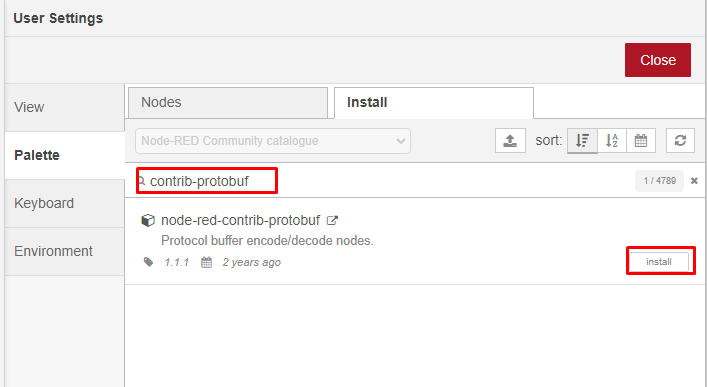 User Settings
Close
View
Palette
Keyboard
Environment
Nodes
Install
Node-RED Community catalogue
sort:
contrib-protobuf
1 / 4789
node-red-contrib-protobuf
Protocol buffer encode/decode nodes.
1.1.1 2 years ago
install